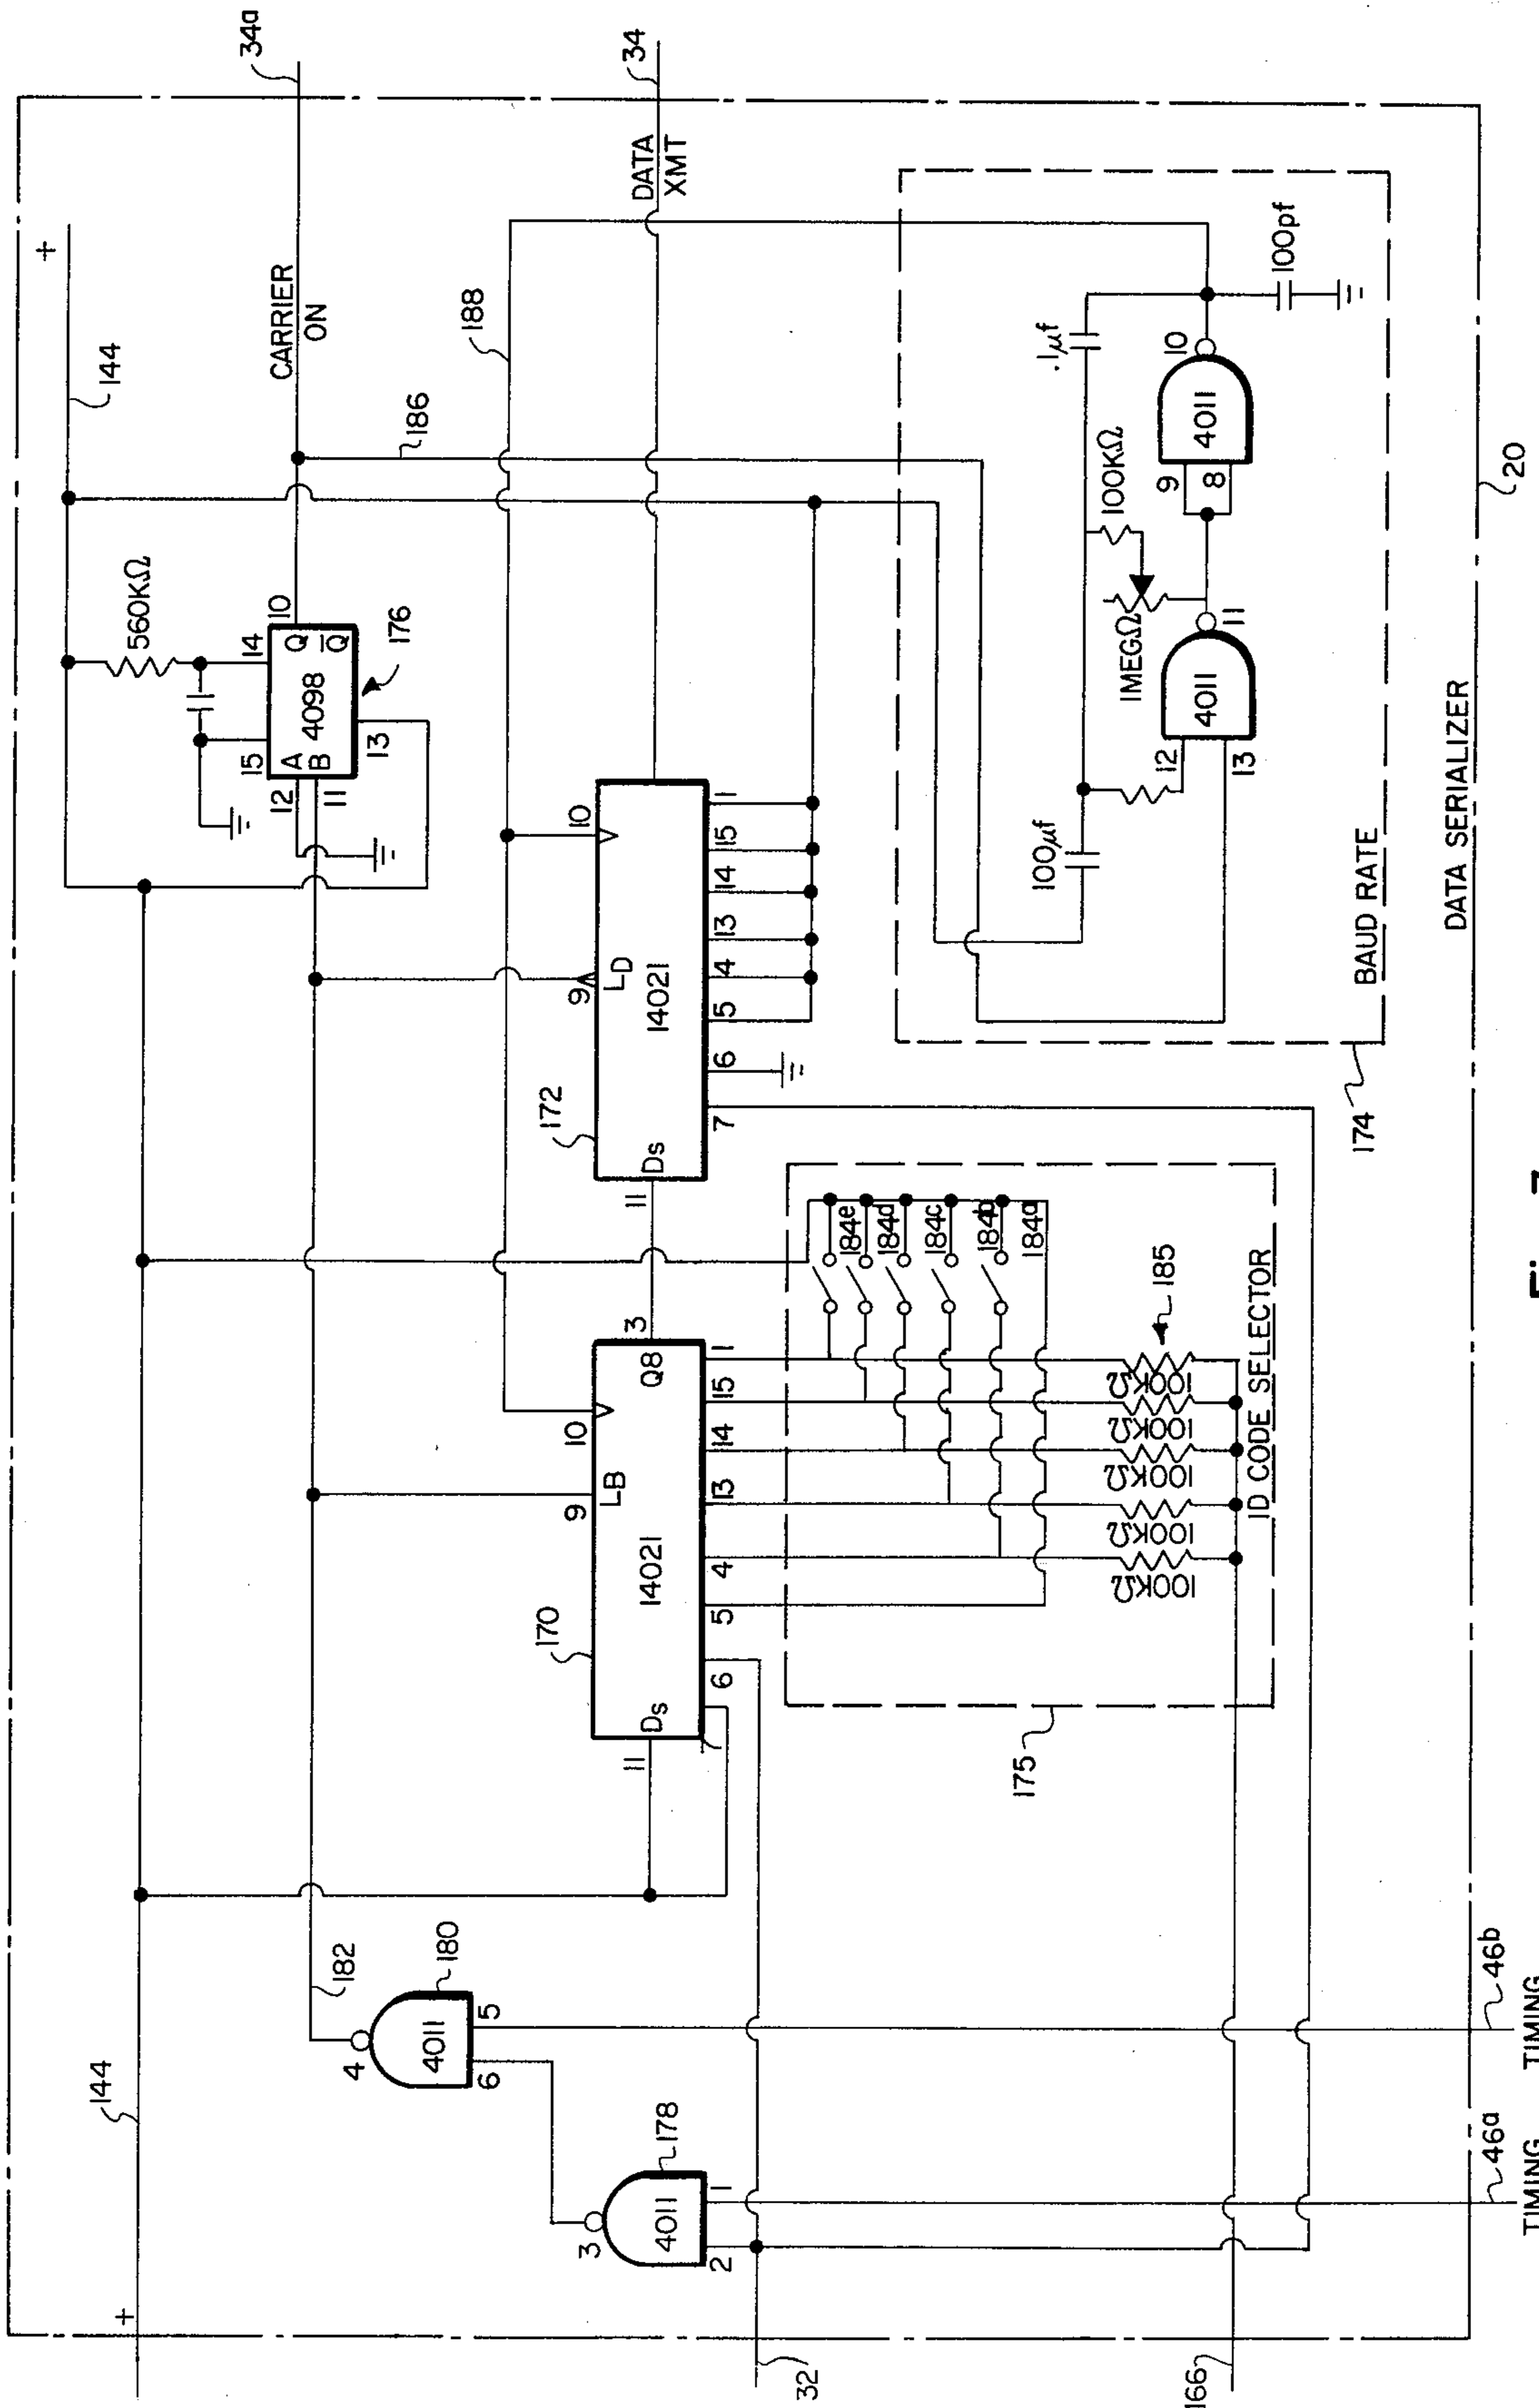 +
144
+
144
34a
CARRIER
ON
560KΩ
14
10
15
A
Q
B
Q̅
4098
12
11
13
176
182
4
180
4011
6
5
188
186
34
DATA
XMT
3
178
4011
2
1
170
9
10
LB
14021
Q8
3
Ds
11
6
5
4
13
14
15
1
172
9
10
LD
14021
Ds
11
7
6
5
4
13
14
15
1
184e
184d
184c
184b
184a
185
100KΩ
100KΩ
100KΩ
100KΩ
100KΩ
ID CODE SELECTOR
175
100µf
.1µf
100KΩ
1MEGΩ
12
13
4011
11
9
8
4011
10
100pf
BAUD RATE
174
DATA SERIALIZER
20
32
166
TIMING
46a
TIMING
46b